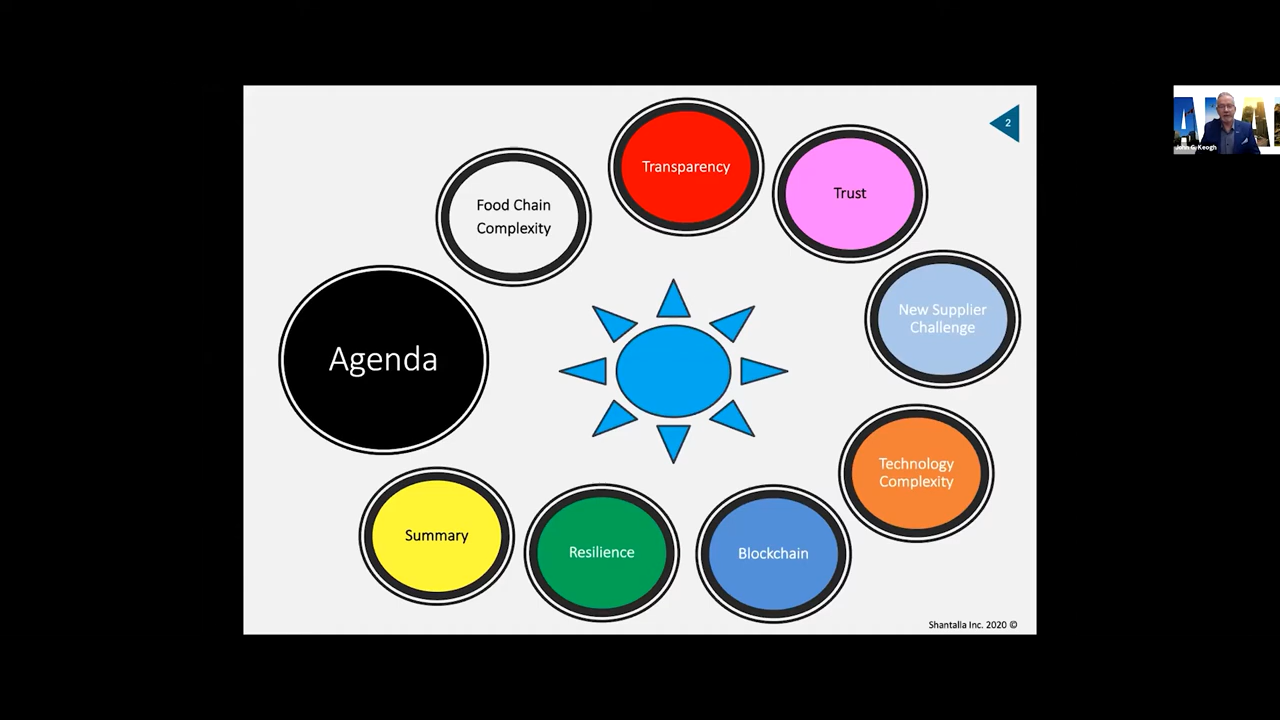 Transparency
2
Trust
Food Chain
Complexity
New Supplier
Challenge
Agenda
Technology
Complexity
Summary
Resilience
Blockchain
Shantalla Inc. 2020 ©
John G. Keogh